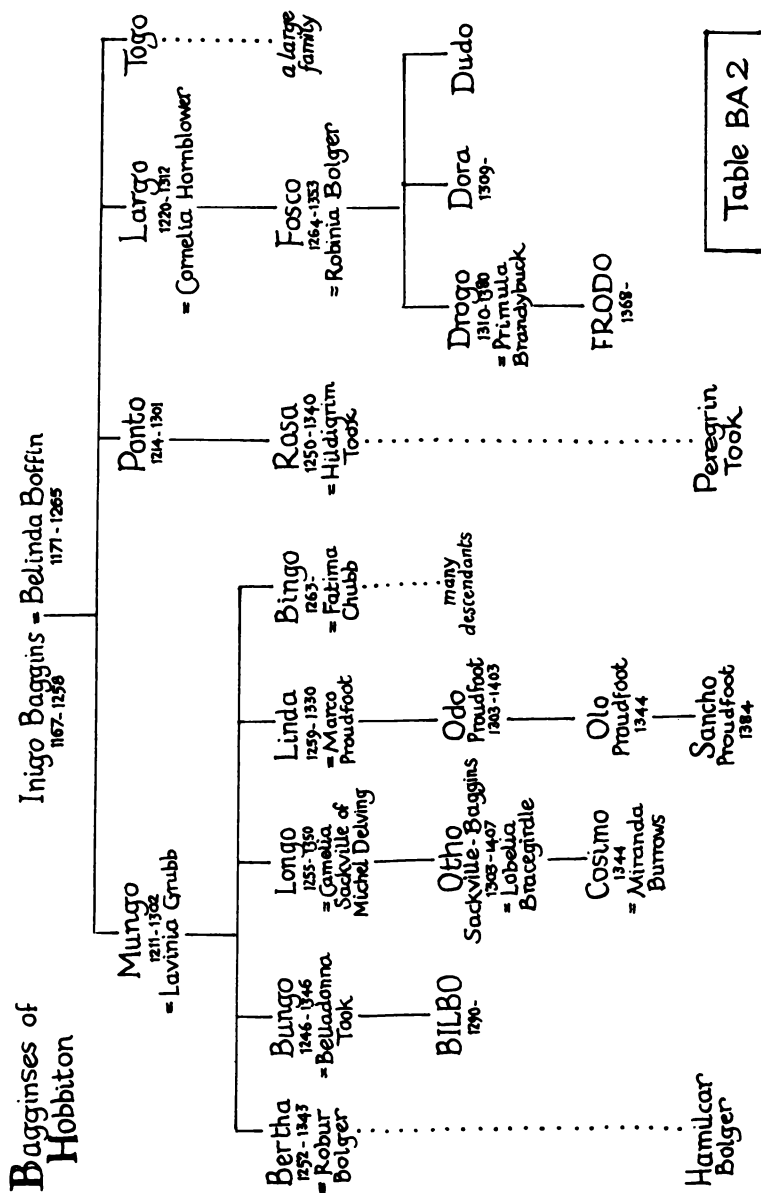 Bagginses of
Hobbiton
Inigo Baggins = Belinda Boffin
1167-1258
1171-1265
Mungo
1211-1302
= Lavinia Grubb
Ponto
1214-1301
Largo
1220-1312
= Cornelia Hornblower
Togo
Bertha
1252-1343
= Robur
Bolger
Bungo
1246-1346
= Belladonna
Took
Longo
1255-1350
= Camelia
Sackville of
Michel Delving
Linda
1259-1330
= Marco
Proudfoot
Bingo
1263-
= Fatima
Chubb
Rosa
1250-1340
= Hildigrim
Took
Fosco
1264-1353
= Robinia Bolger
a large
family
BILBO
1290-
Otho
Sackville-Baggins
1303-1407
= Lobelia
Bracegirdle
Odo
Proudfoot
1303-1403
many
descendants
Drogo
1310-1380
= Primula
Brandybuck
Dora
1309-
Dudo
Cosimo
1344
= Miranda
Burrows
Olo
Proudfoot
1344
FRODO
1368-
Hamilcar
Bolger
Sancho
Proudfoot
1384
Peregrin
Took
Table BA2